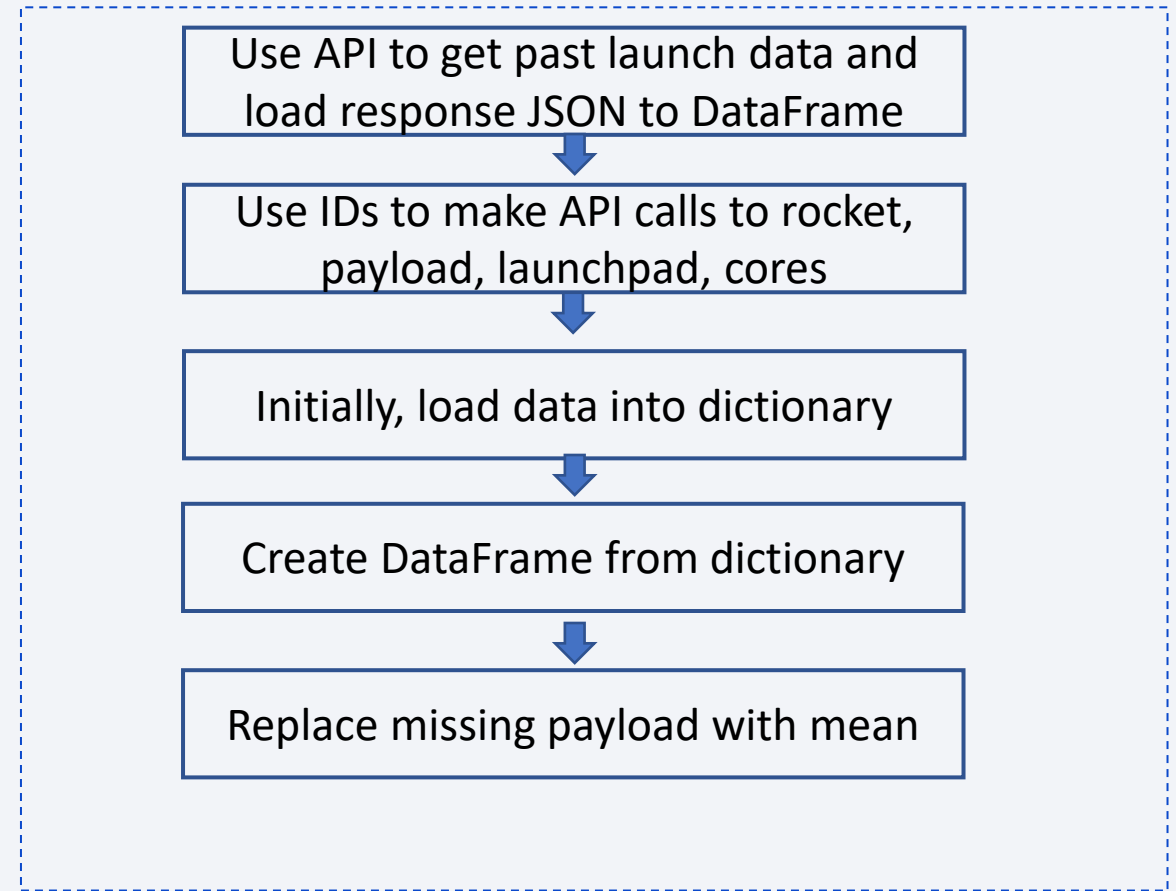 Use API to get past launch data and
load response JSON to DataFrame
Use IDs to make API calls to rocket,
payload, launchpad, cores
Initially, load data into dictionary
Create DataFrame from dictionary
Replace missing payload with mean